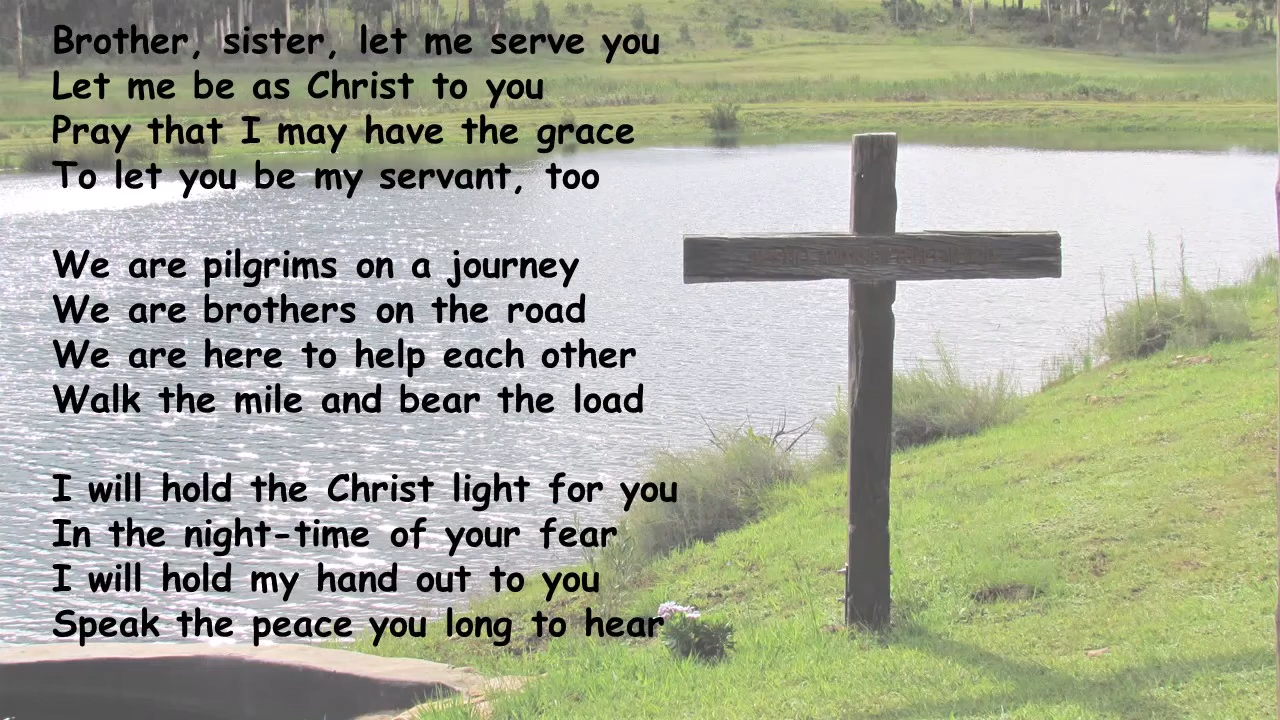 Brother, sister, let me serve you
Let me be as Christ to you
Pray that I may have the grace
To let you be my servant, too
We are pilgrims on a journey
We are brothers on the road
We are here to help each other
Walk the mile and bear the load
I will hold the Christ light for you
In the night-time of your fear
I will hold my hand out to you
Speak the peace you long to hear